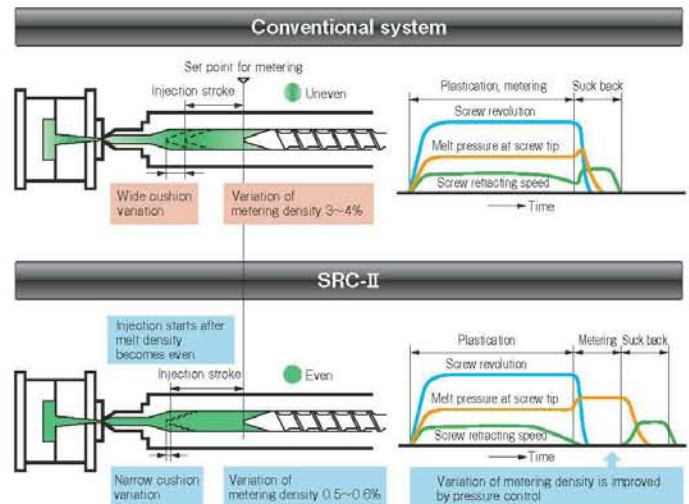 Conventional system
Set point for metering
Injection stroke
Uneven
Wide cushion
variation
Variation of
metering density 3~4%
Plastication, metering
Suck back
Screw revolution
Melt pressure at screw tip
Screw retracting speed
Time
SRC-II
Injection starts after
melt density
becomes even
Injection stroke
Even
Narrow cushion
variation
Variation of
metering density 0.5~0.6%
Plastication
Metering
Suck back
Screw revolution
Melt pressure at screw tip
Screw retracting speed
Time
Variation of metering density is improved
by pressure control